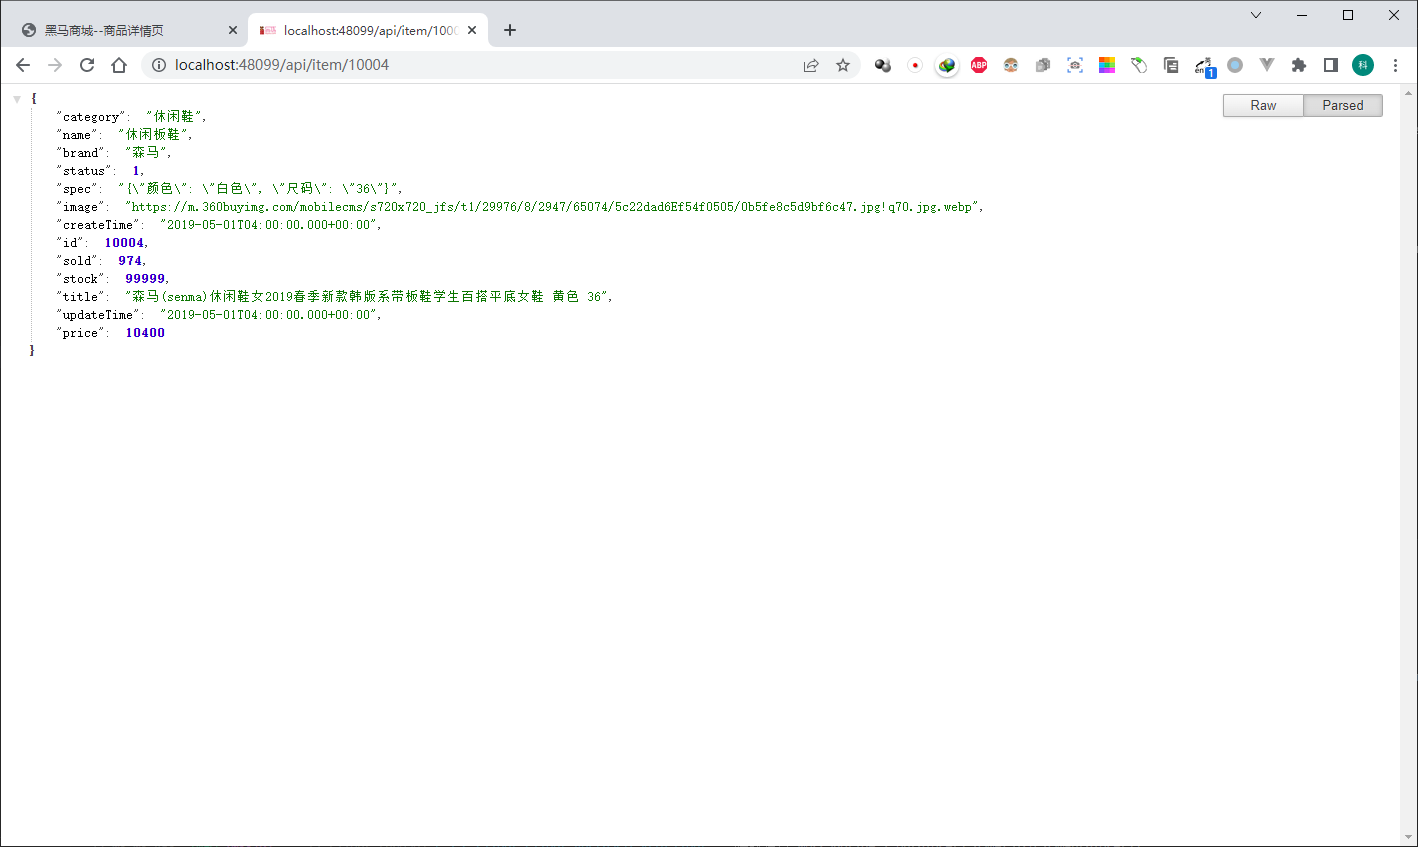 黑马商城--商品详情页
localhost:48099/api/item/1000
localhost:48099/api/item/10004
ABP
英
en
1
科
Raw
Parsed
{
"category": "休闲鞋",
"name": "休闲板鞋",
"brand": "森马",
"status": 1,
"spec": "{\"颜色\": \"白色\", \"尺码\": \"36\"}",
"image": "https://m.360buyimg.com/mobilecms/s720x720_jfs/t1/29976/8/2947/65074/5c22dad6Ef54f0505/0b5fe8c5d9bf6c47.jpg!q70.jpg.webp",
"createTime": "2019-05-01T04:00:00.000+00:00",
"id": 10004,
"sold": 974,
"stock": 99999,
"title": "森马(senma)休闲鞋女2019春季新款韩版系带板鞋学生百搭平底女鞋 黄色 36",
"updateTime": "2019-05-01T04:00:00.000+00:00",
"price": 10400
}